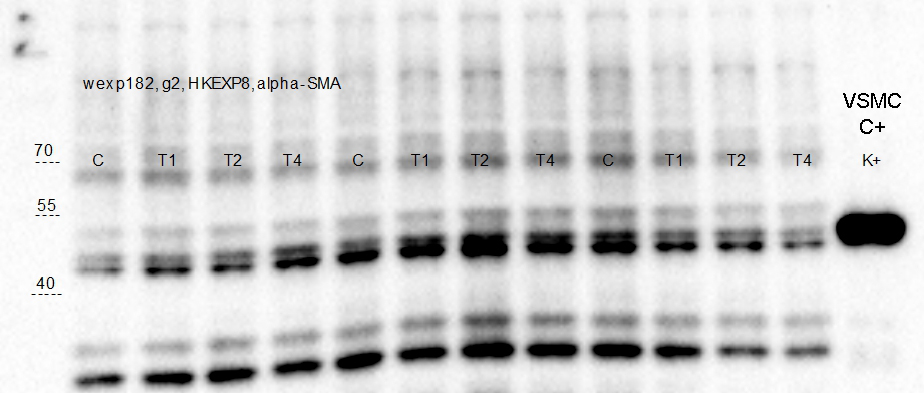 wexp182,g2,HKEXP8,alpha-SMA
VSMC
C+
70
C T1 T2 T4 C T1 T2 T4 C T1 T2 T4 K+
55
40